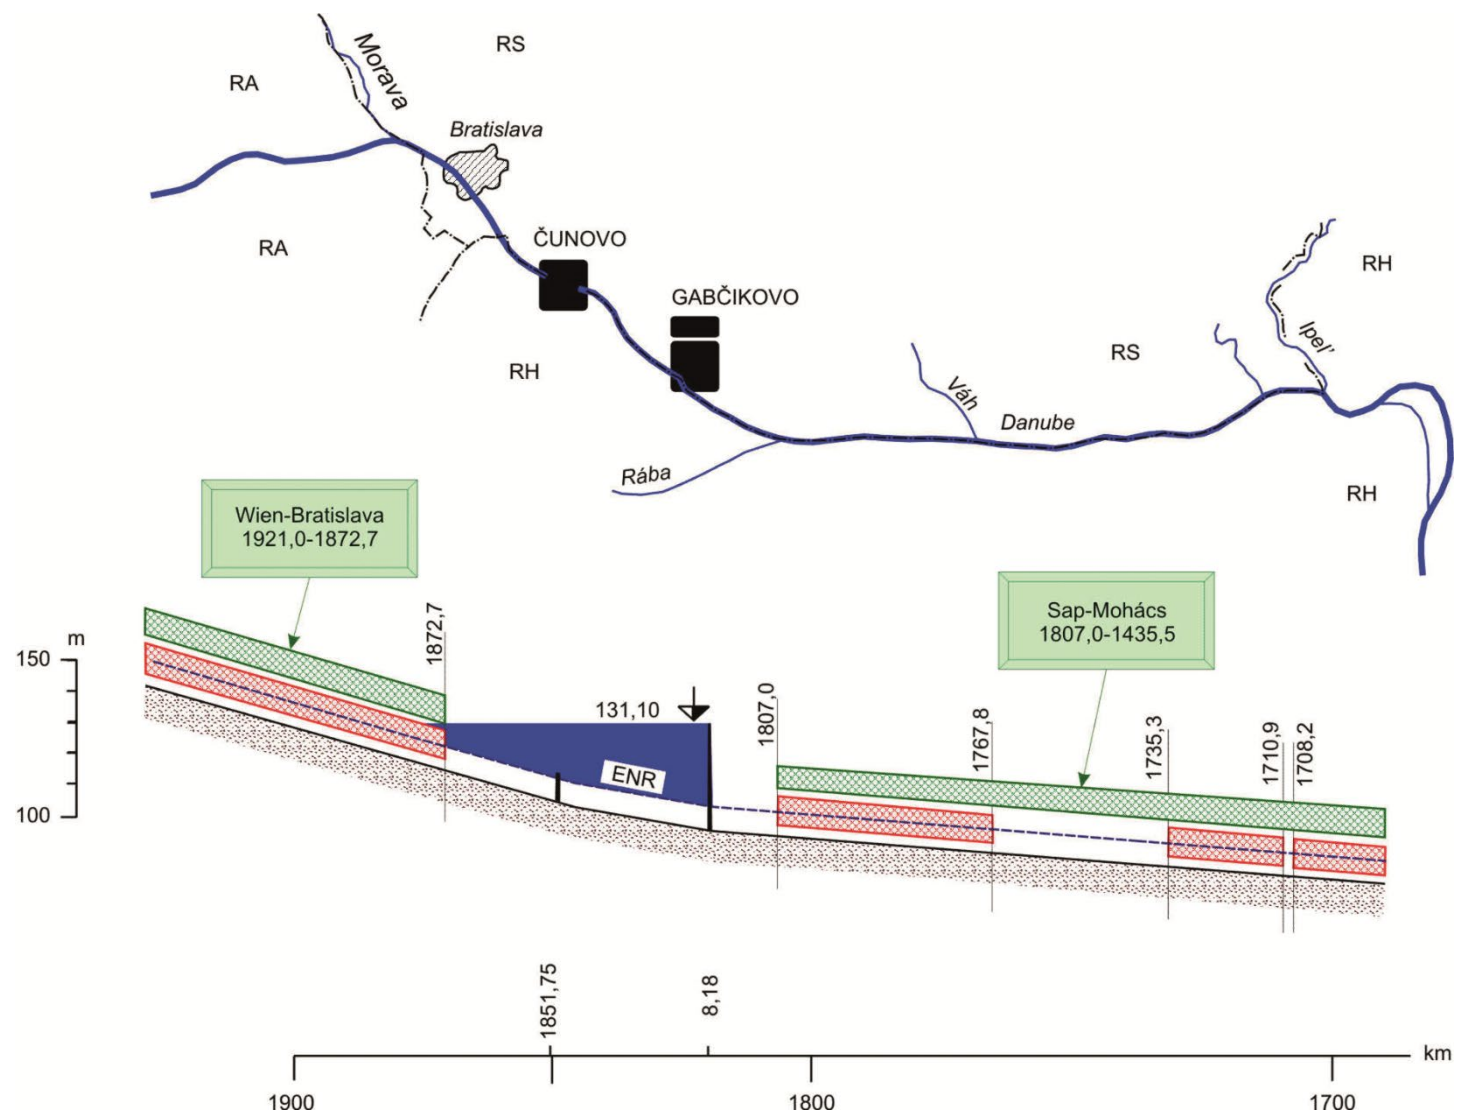 Morava
RS
RA
Bratislava
RA
ČUNOVO
GABČIKOVO
RH
RH
Ipel'
RS
Váh
Danube
Rába
RH
Wien-Bratislava
1921,0-1872,7
Sap-Mohács
1807,0-1435,5
m
150
100
1872,7
131,10
ENR
1807,0
1767,8
1735,3
1710,9
1708,2
1851,75
8,18
km
1900
1800
1700